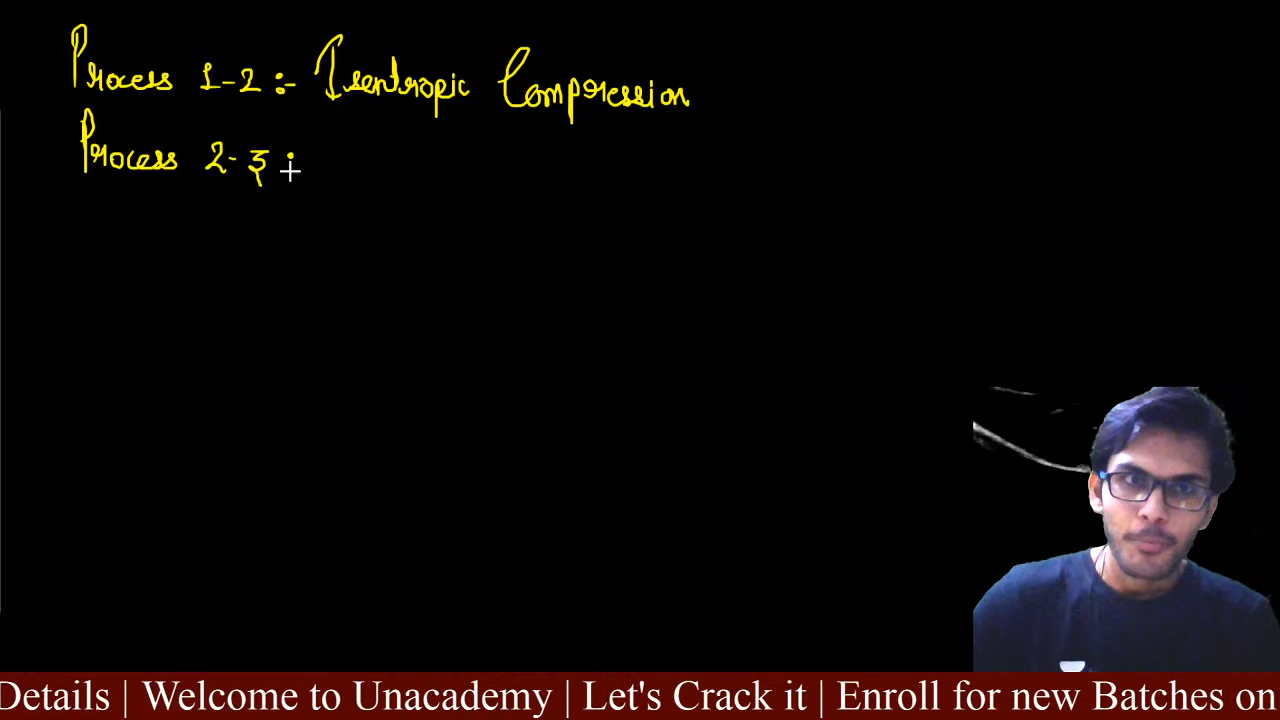 Process 1-2 :- Isentropic Compression
Process 2-3 :
Details | Welcome to Unacademy | Let's Crack it | Enroll for new Batches on